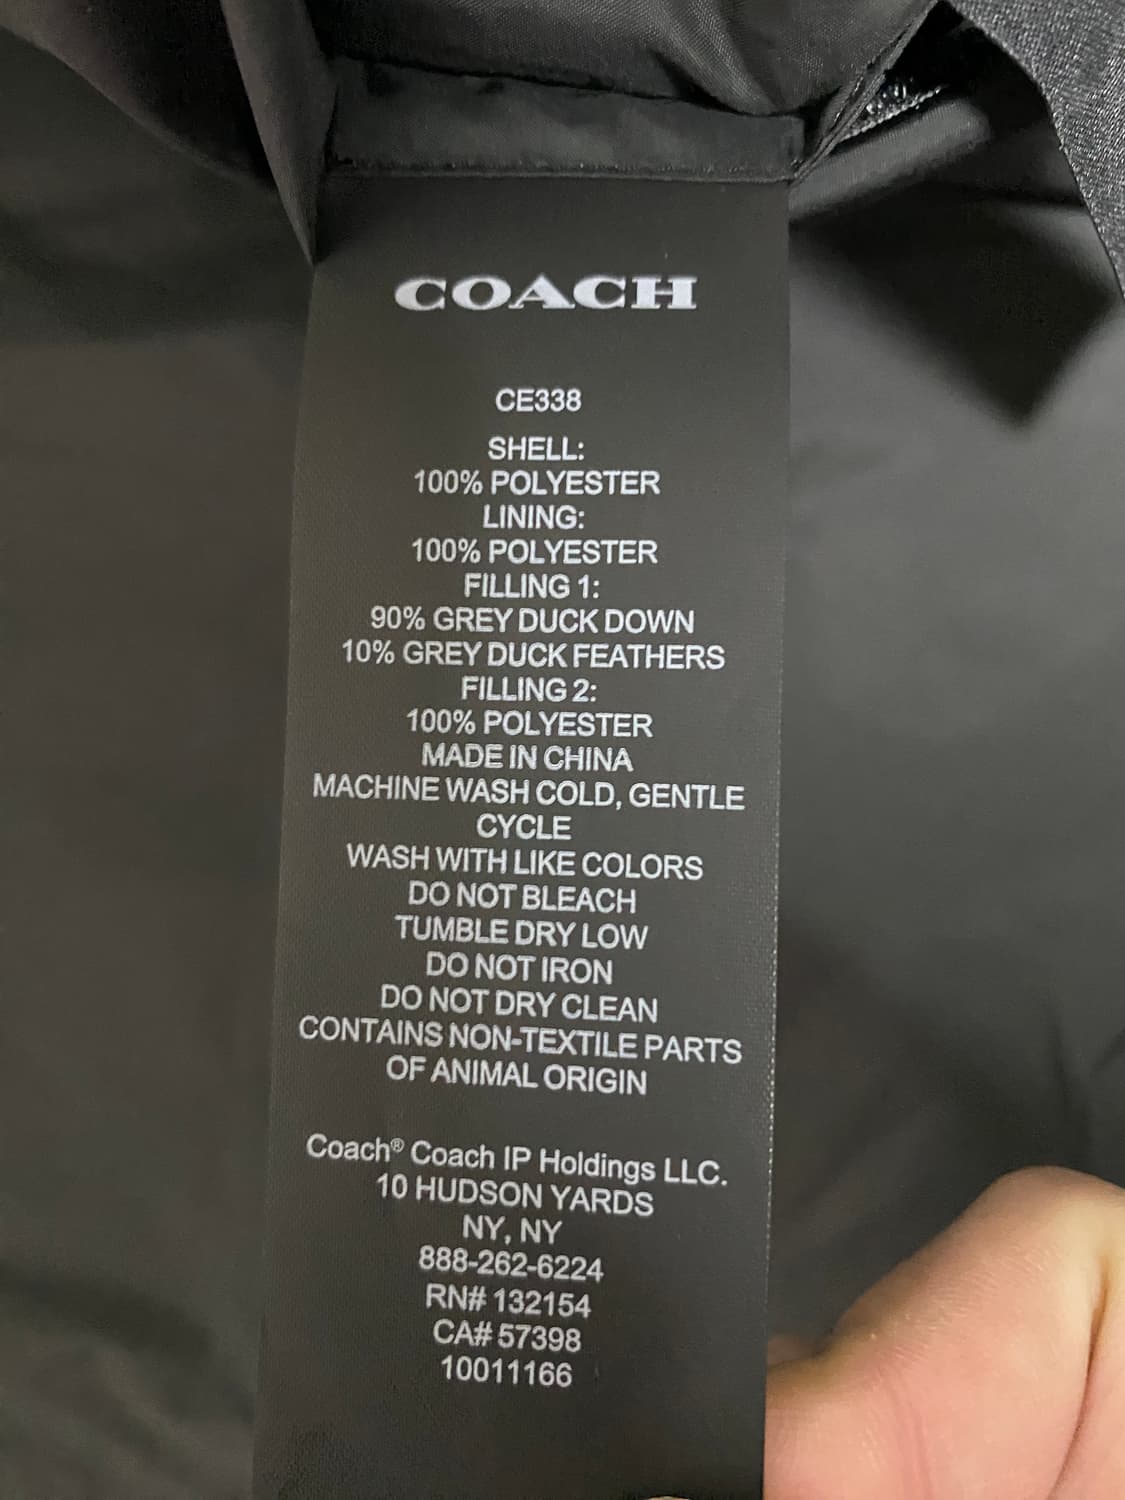 COACH
CE338
SHELL:
100% POLYESTER
LINING:
100% POLYESTER
FILLING 1:
90% GREY DUCK DOWN
10% GREY DUCK FEATHERS
FILLING 2:
100% POLYESTER
MADE IN CHINA
MACHINE WASH COLD, GENTLE
CYCLE
WASH WITH LIKE COLORS
DO NOT BLEACH
TUMBLE DRY LOW
DO NOT IRON
DO NOT DRY CLEAN
CONTAINS NON-TEXTILE PARTS
OF ANIMAL ORIGIN
Coach® Coach IP Holdings LLC.
10 HUDSON YARDS
NY, NY
888-262-6224
RN# 132154
CA# 57398
10011166